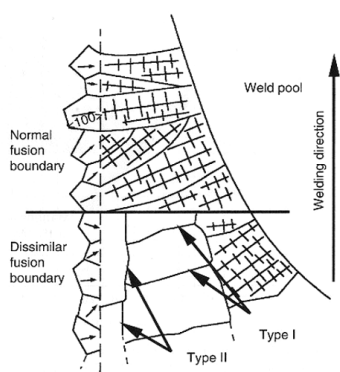 Weld pool
<100>
Normal
fusion
boundary
Welding direction
Dissimilar
fusion
boundary
Type I
Type II